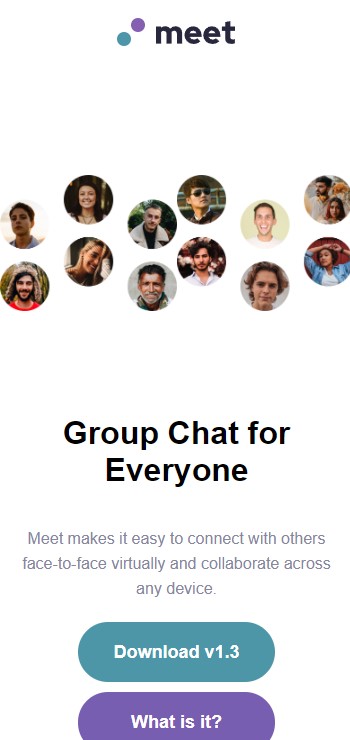 meet
Group Chat for
Everyone
Meet makes it easy to connect with others
face-to-face virtually and collaborate across
any device.
Download v1.3
What is it?